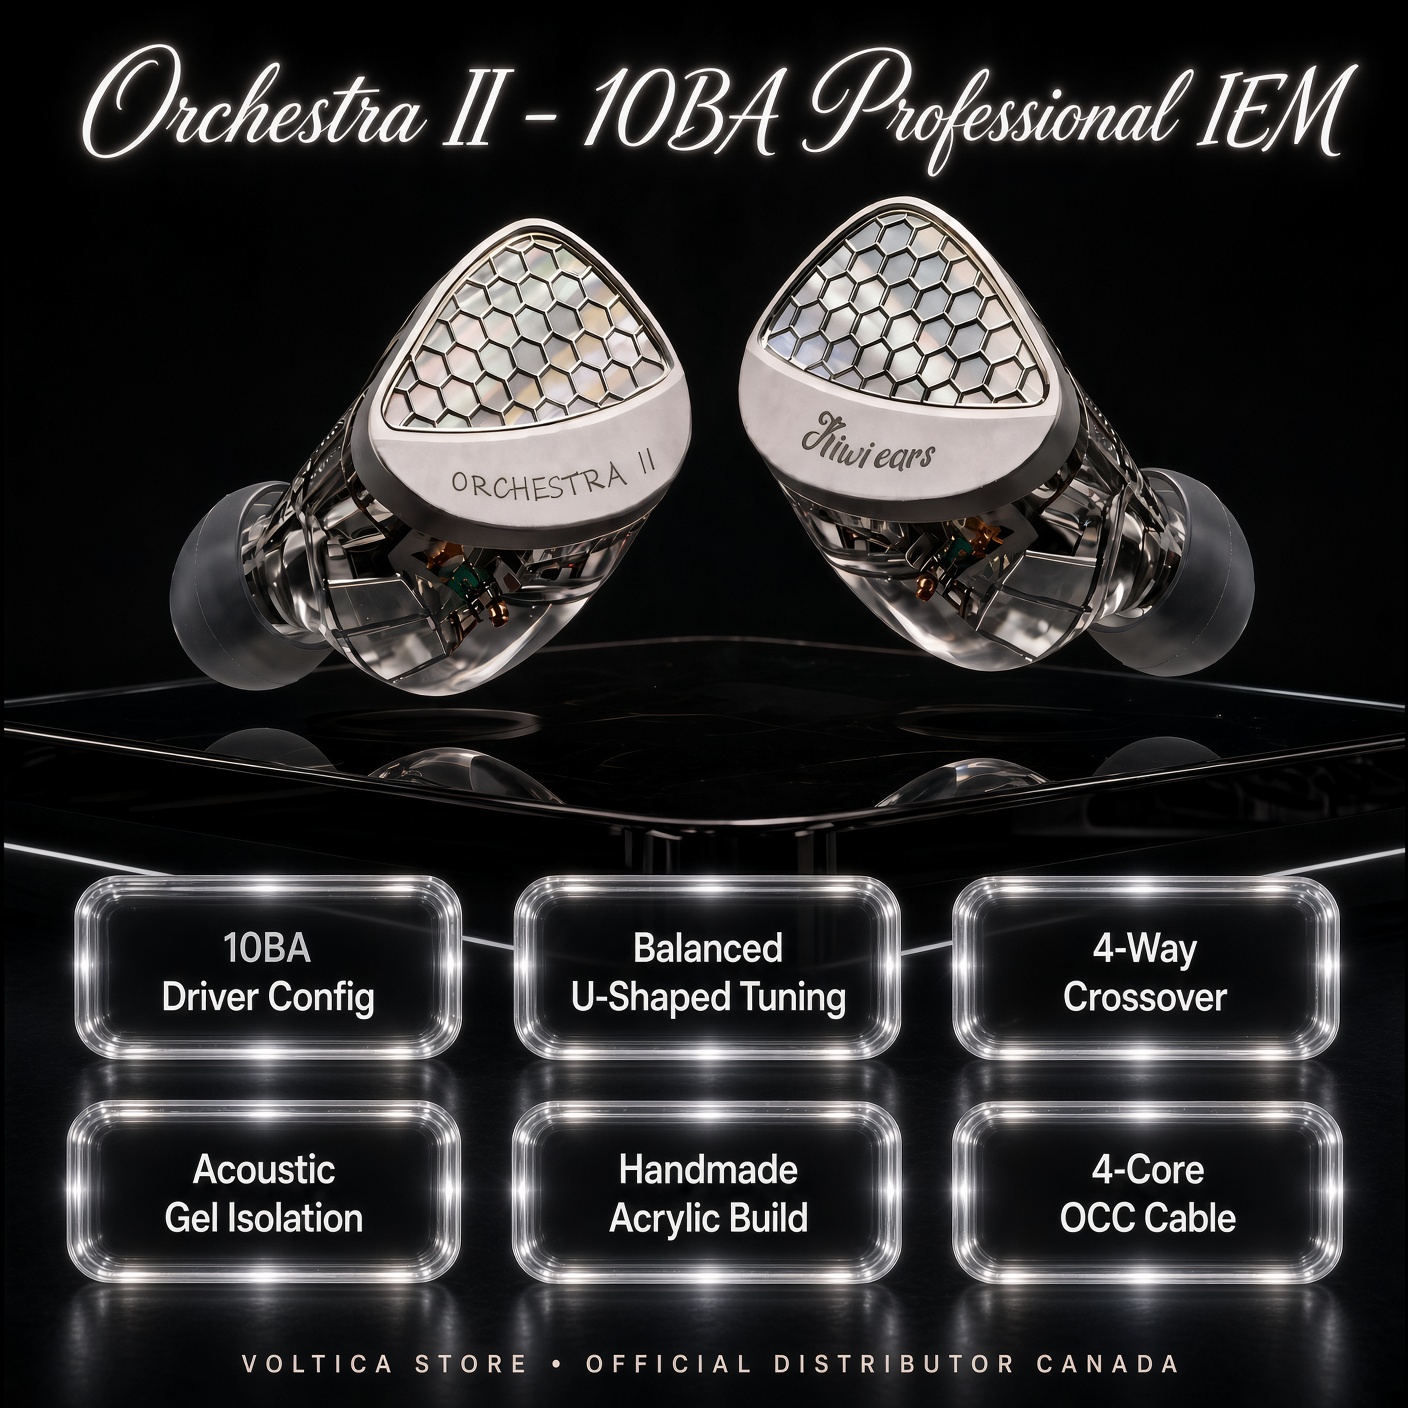 Orchestra II - 10BA Professional IEM
ORCHESTRA II
Kiwi ears
10BA
Driver Config
Balanced
U-Shaped Tuning
4-Way
Crossover
Acoustic
Gel Isolation
Handmade
Acrylic Build
4-Core
OCC Cable
VOLTICA STORE • OFFICIAL DISTRIBUTOR CANADA